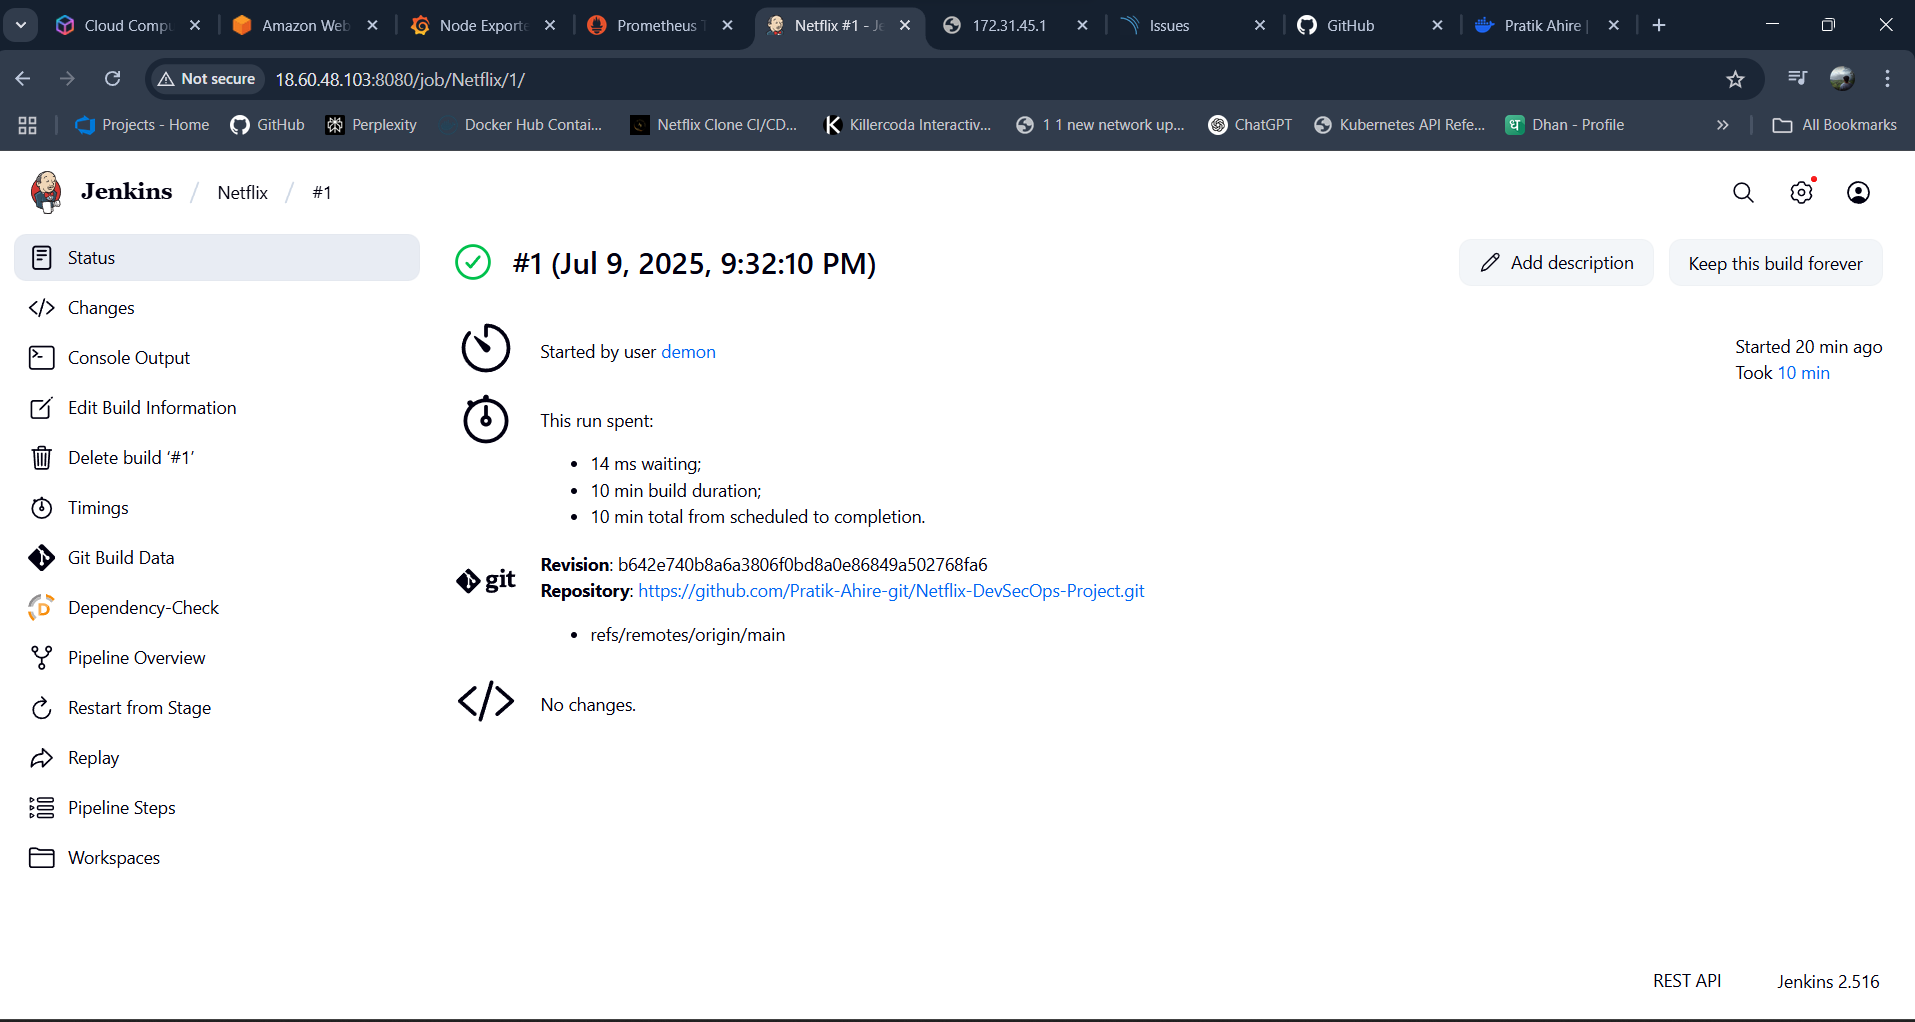 Cloud Compu
Amazon Web
Node Exporte
Prometheus T
Netflix #1 - Je
172.31.45.1
Issues
GitHub
Pratik Ahire |
Not secure
18.60.48.103:8080/job/Netflix/1/
Projects - Home
GitHub
Perplexity
Docker Hub Contai...
Netflix Clone CI/CD...
Killercoda Interactiv...
1 1 new network up...
ChatGPT
Kubernetes API Refe...
Dhan - Profile
»
All Bookmarks
Jenkins / Netflix / #1
Status
Changes
Console Output
Edit Build Information
Delete build ‘#1’
Timings
Git Build Data
Dependency-Check
Pipeline Overview
Restart from Stage
Replay
Pipeline Steps
Workspaces
#1 (Jul 9, 2025, 9:32:10 PM)
Add description
Keep this build forever
Started by user demon
Started 20 min ago
Took 10 min
This run spent:
• 14 ms waiting;
• 10 min build duration;
• 10 min total from scheduled to completion.
git
Revision: b642e740b8a6a3806f0bd8a0e86849a502768fa6
Repository: https://github.com/Pratik-Ahire-git/Netflix-DevSecOps-Project.git
• refs/remotes/origin/main
No changes.
REST API
Jenkins 2.516